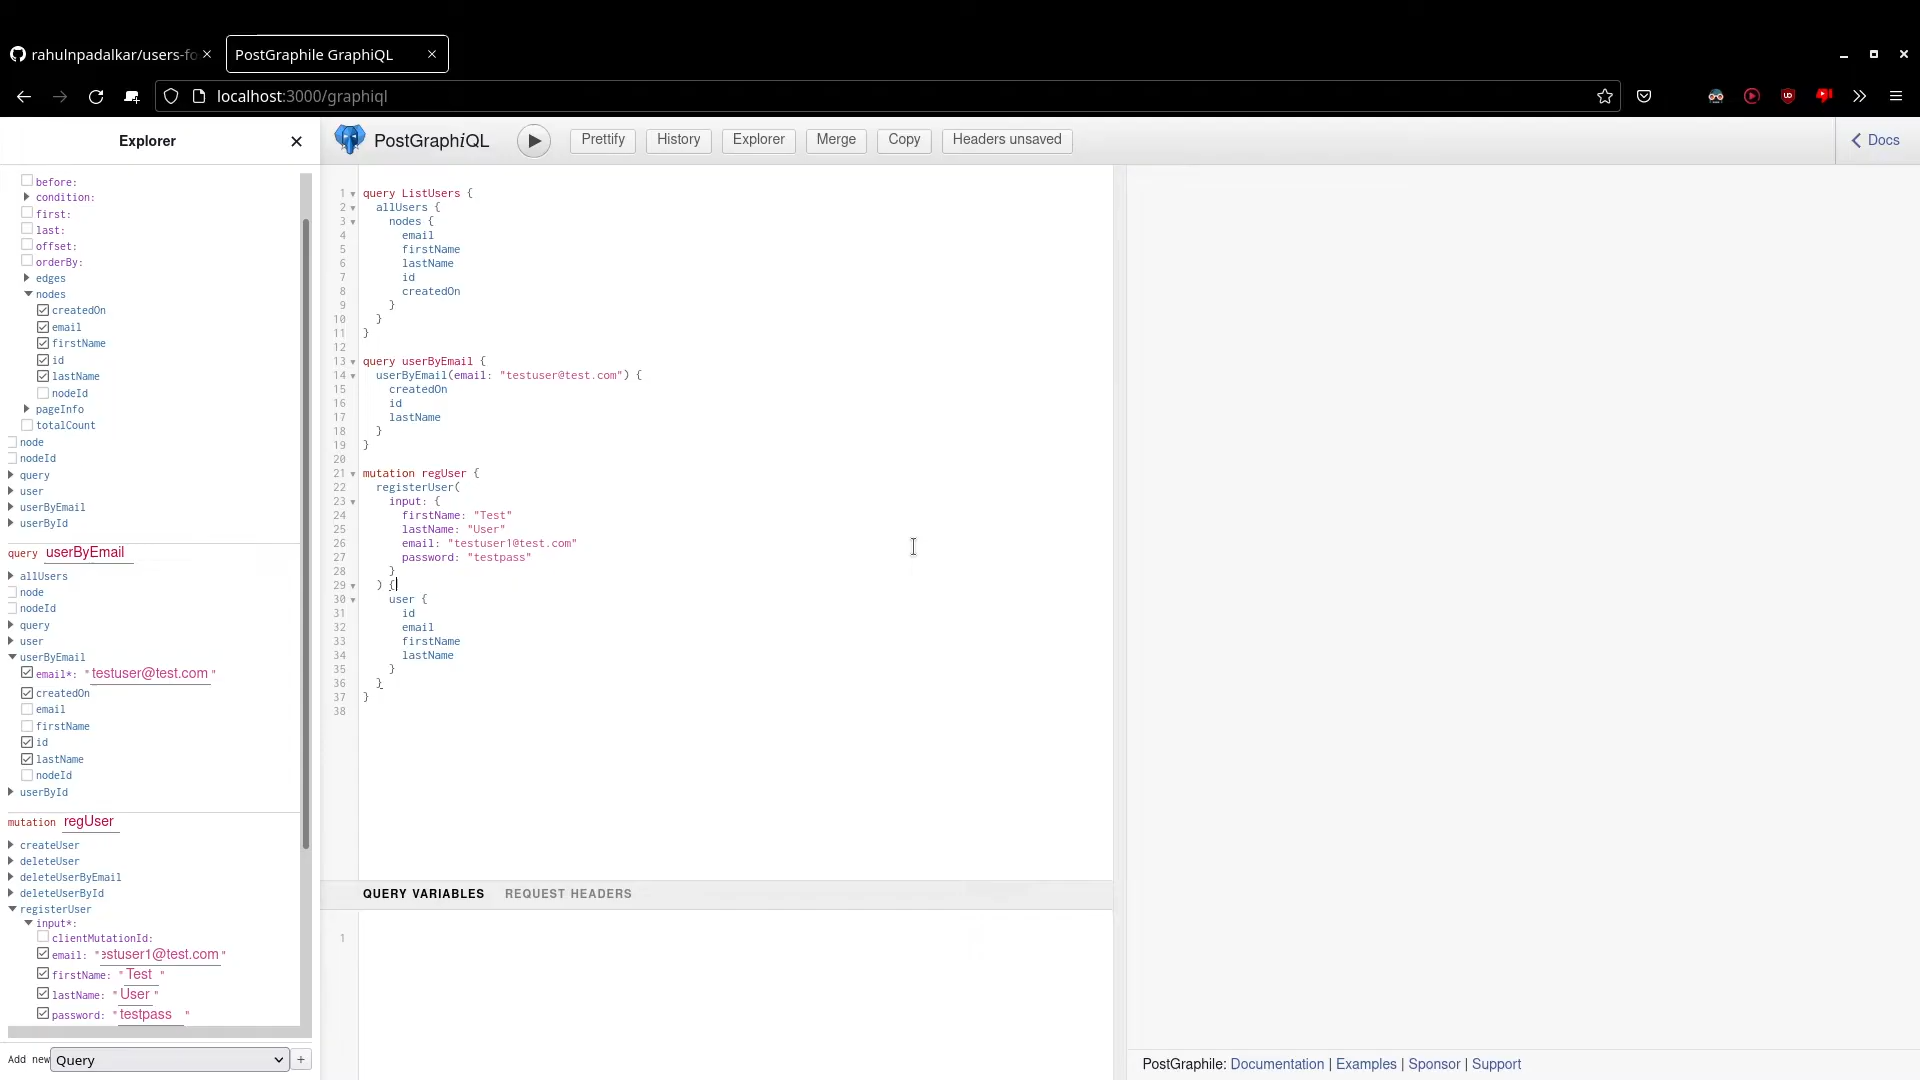 rahulnpadalkar/users-fo
PostGraphile GraphiQL
localhost:3000/graphiql
Explorer
PostGraphiQL
Prettify
History
Explorer
Merge
Copy
Headers unsaved
Docs
before:
condition:
first:
last:
offset:
orderBy:
edges
nodes
createdOn
email
firstName
id
lastName
nodeId
pageInfo
totalCount
node
nodeId
query
user
userByEmail
userById
query userByEmail
allUsers
node
nodeId
query
user
userByEmail
email*: "testuser@test.com"
createdOn
email
firstName
id
lastName
nodeId
userById
mutation regUser
createUser
deleteUser
deleteUserByEmail
deleteUserById
registerUser
input*:
clientMutationId:
email: "estuser1@test.com"
firstName: "Test"
lastName: "User"
password: "testpass"
Add new Query +
1 query ListUsers {
2 allUsers {
3 nodes {
4 email
5 firstName
6 lastName
7 id
8 createdOn
9 }
10 }
11 }
12
13 query userByEmail {
14 userByEmail(email: "testuser@test.com") {
15 createdOn
16 id
17 lastName
18 }
19 }
20
21 mutation regUser {
22 registerUser(
23 input: {
24 firstName: "Test"
25 lastName: "User"
26 email: "testuser1@test.com"
27 password: "testpass"
28 }
29 ) {
30 user {
31 id
32 email
33 firstName
34 lastName
35 }
36 }
37 }
38
QUERY VARIABLES REQUEST HEADERS
1
PostGraphile: Documentation | Examples | Sponsor | Support